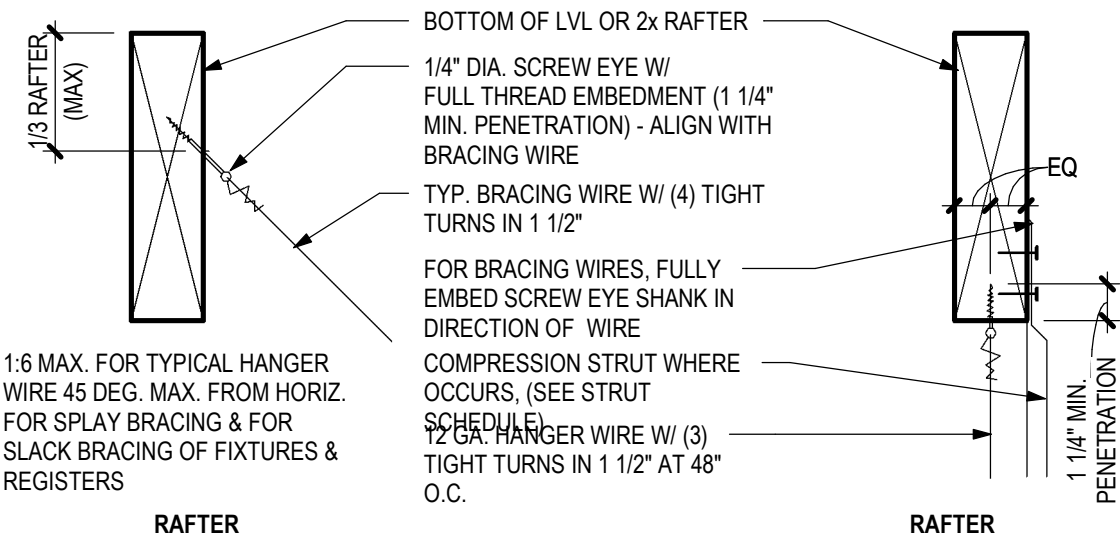 1/3 RAFTER
(MAX)
BOTTOM OF LVL OR 2x RAFTER
1/4" DIA. SCREW EYE W/
FULL THREAD EMBEDMENT (1 1/4"
MIN. PENETRATION) - ALIGN WITH
BRACING WIRE
TYP. BRACING WIRE W/ (4) TIGHT
TURNS IN 1 1/2"
FOR BRACING WIRES, FULLY
EMBED SCREW EYE SHANK IN
DIRECTION OF WIRE
COMPRESSION STRUT WHERE
OCCURS, (SEE STRUT
SCHEDULE)
12 GA. HANGER WIRE W/ (3)
TIGHT TURNS IN 1 1/2" AT 48"
O.C.
1:6 MAX. FOR TYPICAL HANGER
WIRE 45 DEG. MAX. FROM HORIZ.
FOR SPLAY BRACING & FOR
SLACK BRACING OF FIXTURES &
REGISTERS
RAFTER
EQ
1 1/4" MIN.
PENETRATION
RAFTER